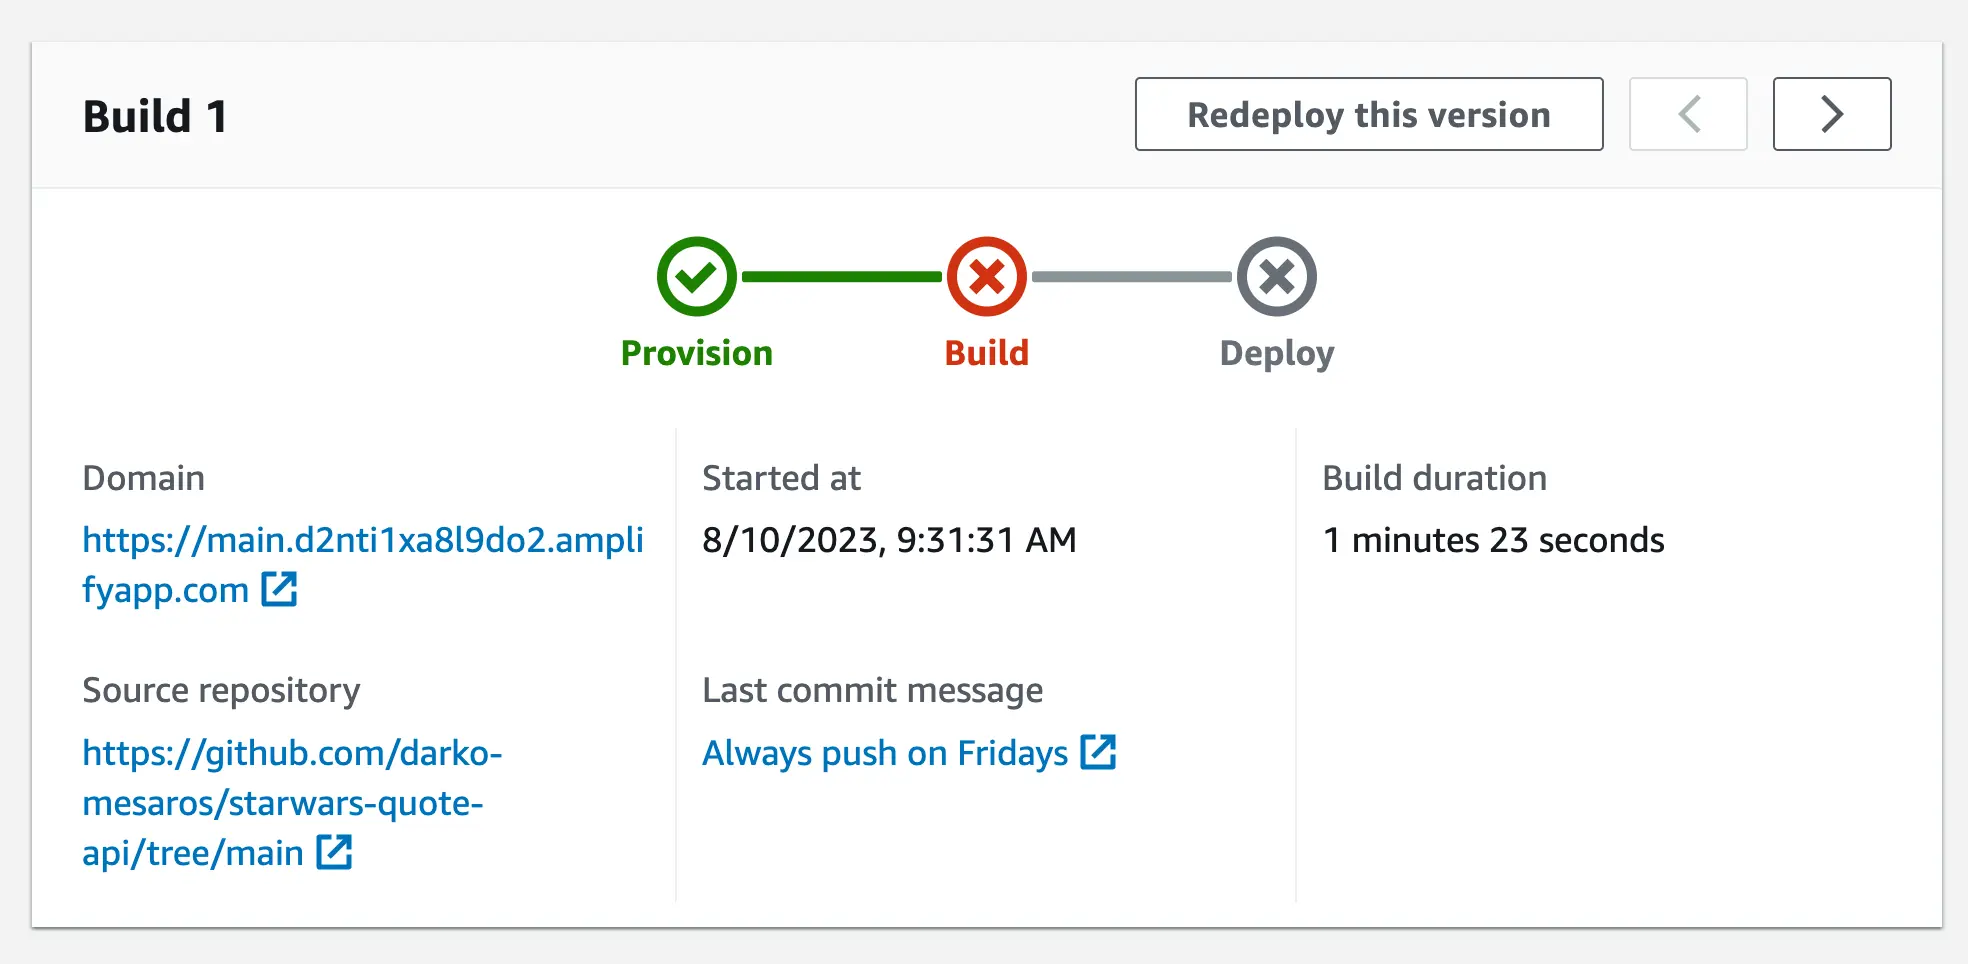 Build 1
Redeploy this version
Provision
Build
Deploy
Domain
https://main.d2nti1xa8l9do2.ampli
fyapp.com
Started at
8/10/2023, 9:31:31 AM
Build duration
1 minutes 23 seconds
Source repository
https://github.com/darko-
mesaros/starwars-quote-
api/tree/main
Last commit message
Always push on Fridays